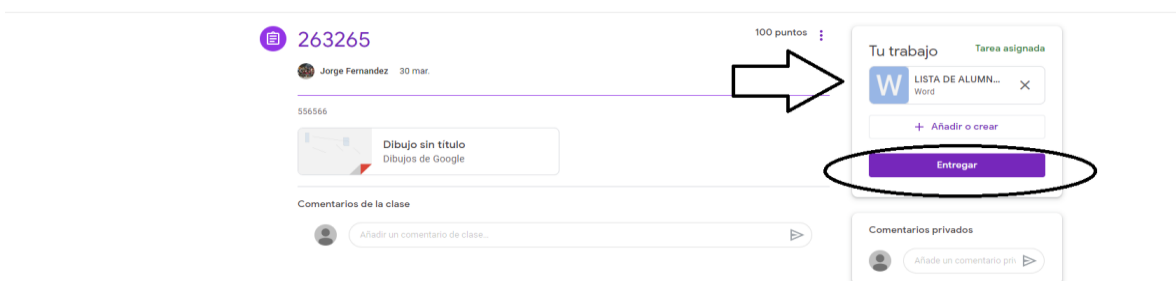 263265
100 puntos
Jorge Fernandez 30 mar.
556566
Dibujo sin título
Dibujos de Google
Comentarios de la clase
Añadir un comentario de clase...
Tu trabajo
Tarea asignada
W
LISTA DE ALUMN...
Word
+ Añadir o crear
Entregar
Comentarios privados
Añade un comentario pri